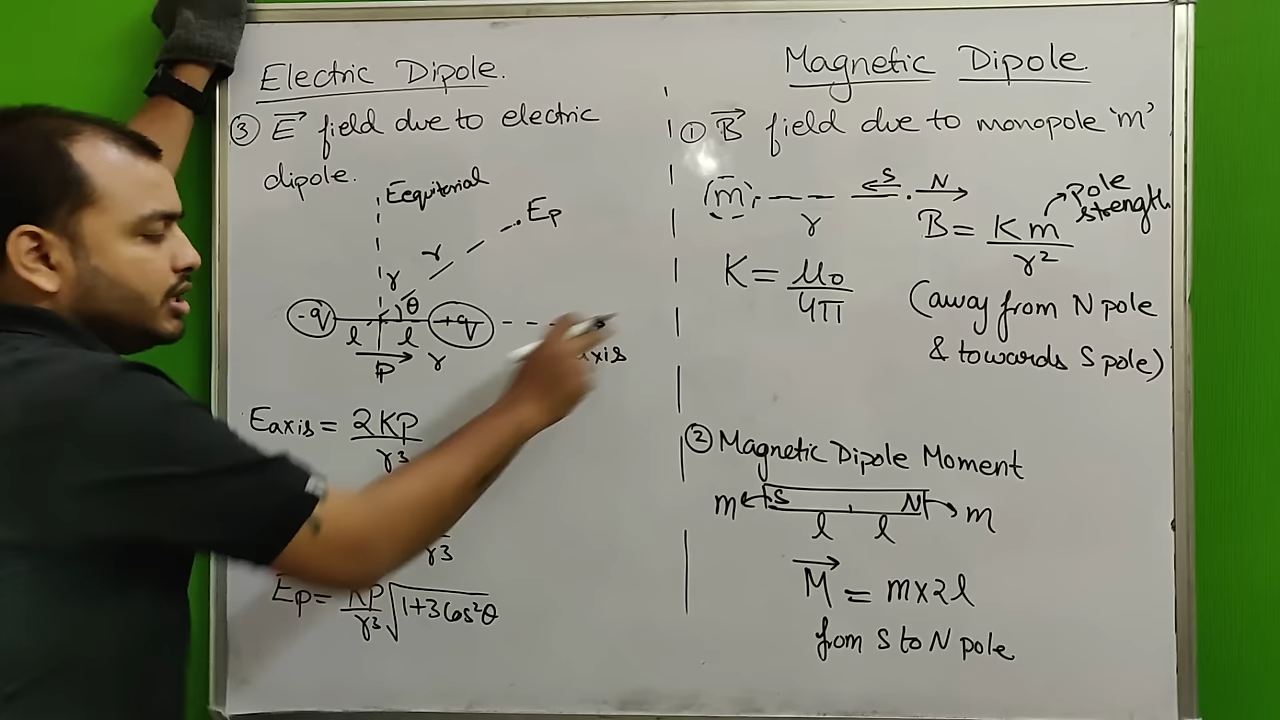 Electric Dipole.
③ E⃗ field due to electric
dipole.
Eequitorial
Ep
r
r
θ
-q
+q
l
l
P
r
axis
Eaxis = 2KP/r³
r³
Ep = KP/r³ √1+3Cos²θ
Magnetic Dipole
① B⃗ field due to monopole 'm'
m
r
S
N
pole
strength
B = Km/r²
K = μ₀/4π
(away from N pole
& towards S pole)
② Magnetic Dipole Moment
m
S
N
m
l
l
M⃗ = m×2l
from S to N pole